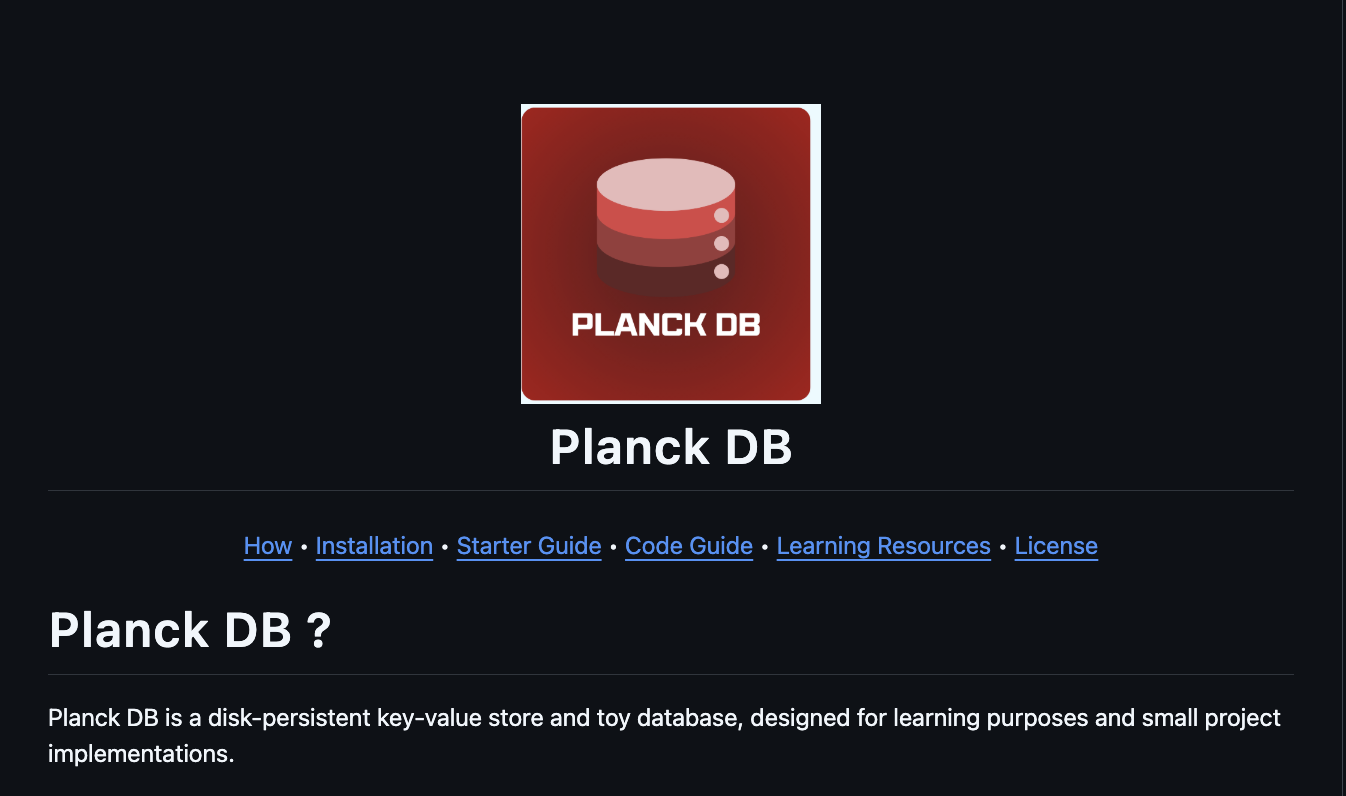 PLANCK DB
Planck DB
How • Installation • Starter Guide • Code Guide • Learning Resources • License
Planck DB ?
Planck DB is a disk-persistent key-value store and toy database, designed for learning purposes and small project
implementations.